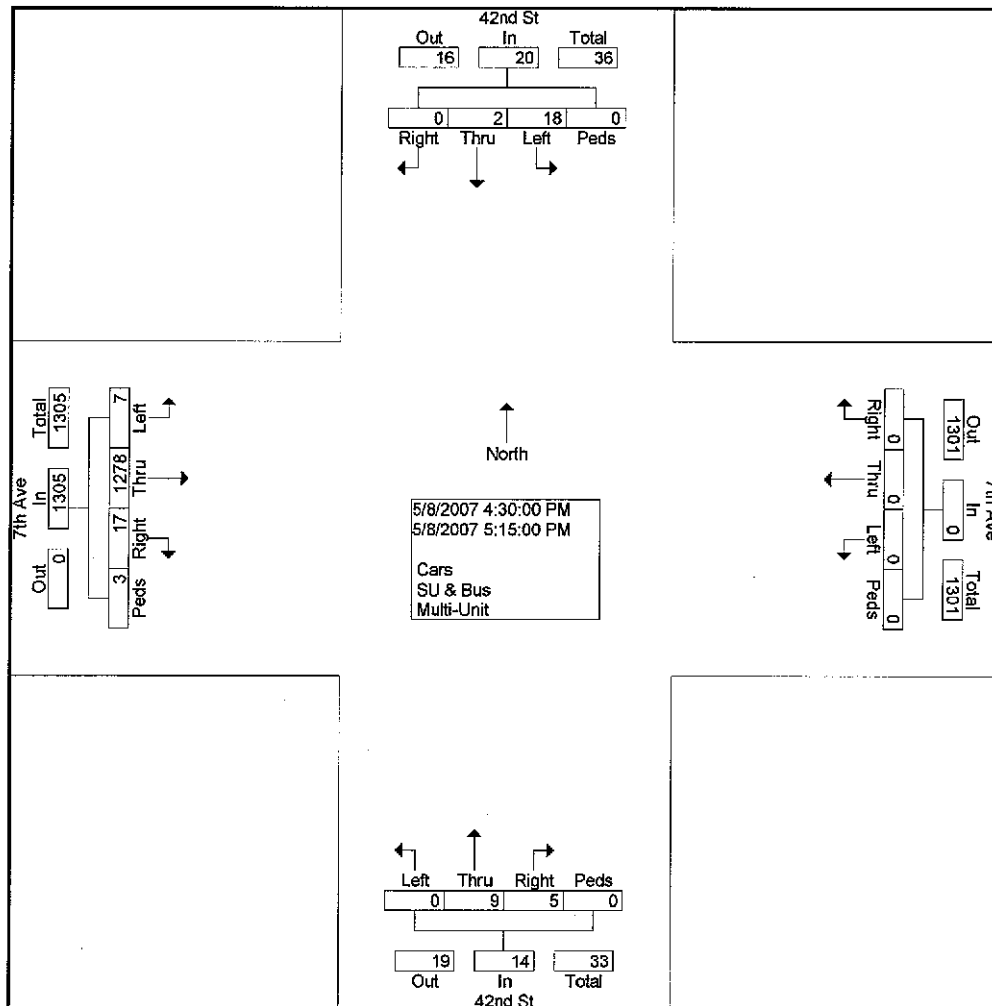 42nd St
Out In Total
16 20 36
0 2 18 0
Right Thru Left Peds
7th Ave
Total In Out
1305 1305 0
7 1278 17 3
Left Thru Right Peds
North
5/8/2007 4:30:00 PM
5/8/2007 5:15:00 PM
Cars
SU & Bus
Multi-Unit
Right Thru Left Peds
0 0 0 0
Out In Total
1301 0 1301
7th Ave
Left Thru Right Peds
0 9 5 0
19 14 33
Out In Total
42nd St